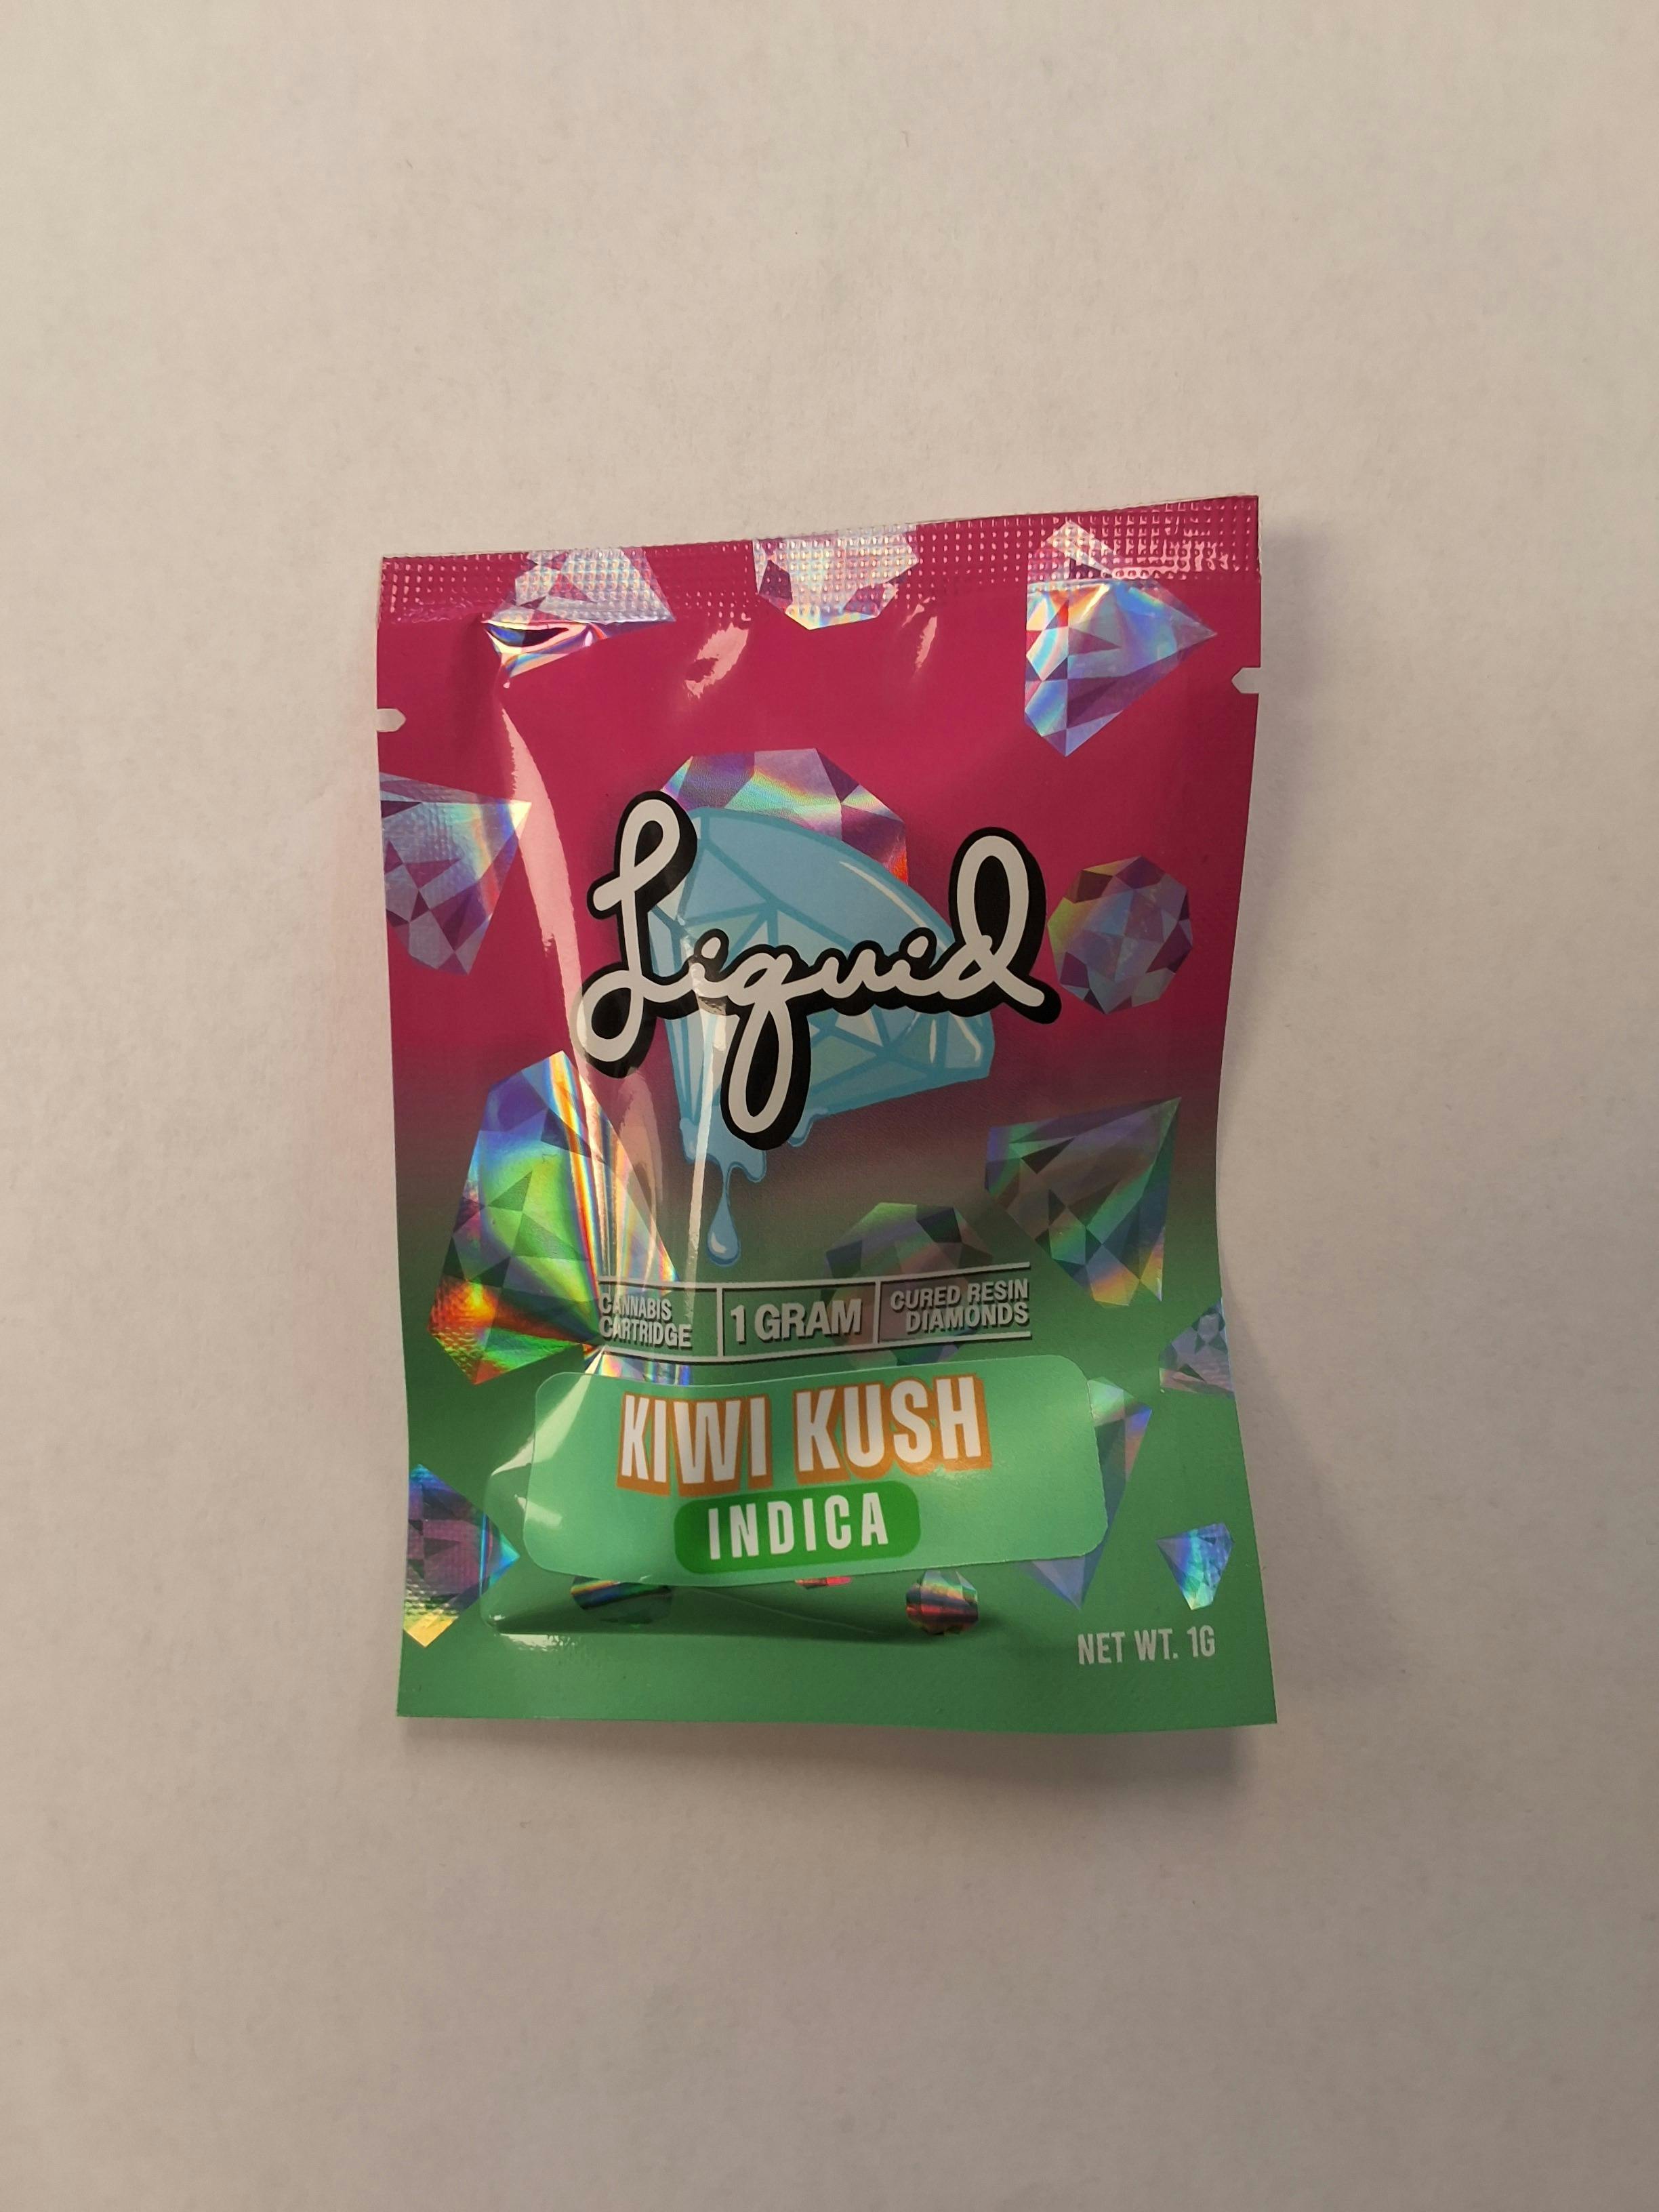 Liquid
CANNABIS
CARTRIDGE
1 GRAM
CURED RESIN
DIAMONDS
KIWI KUSH
INDICA
NET WT. 1G